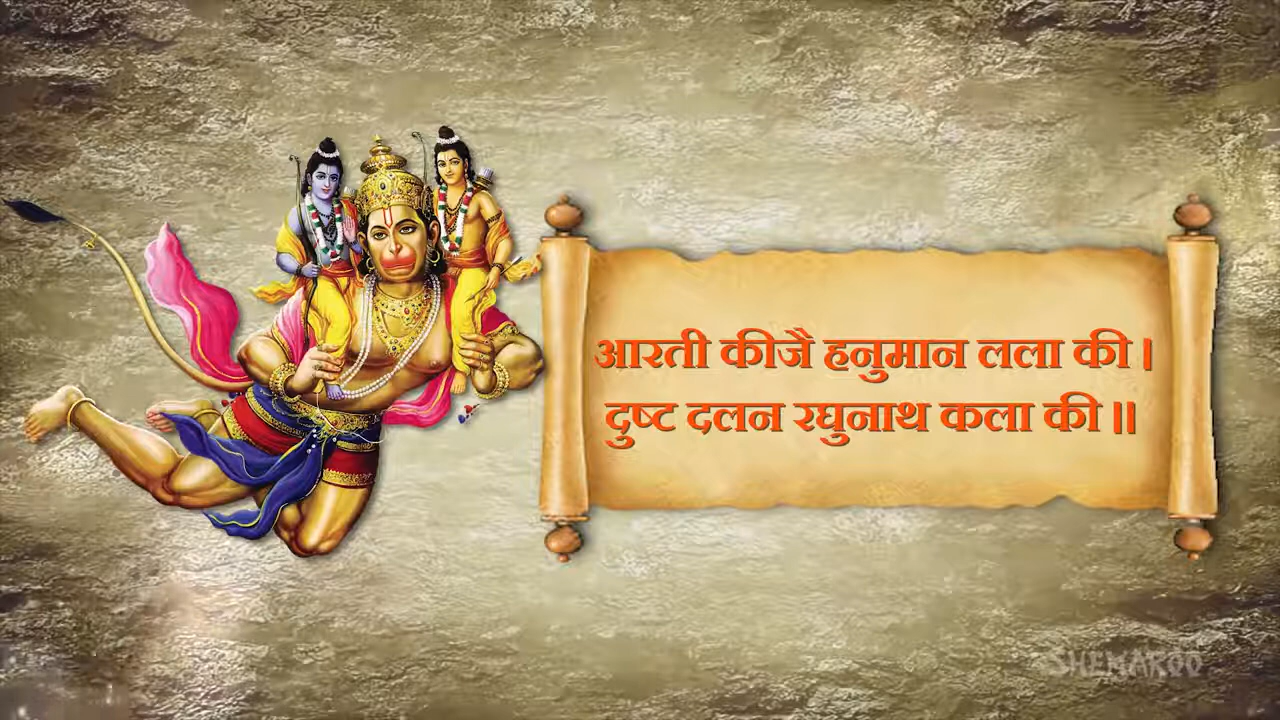 आरती कीजै हनुमान लला की।
दुष्ट दलन रघुनाथ कला की॥
SHEMAROO